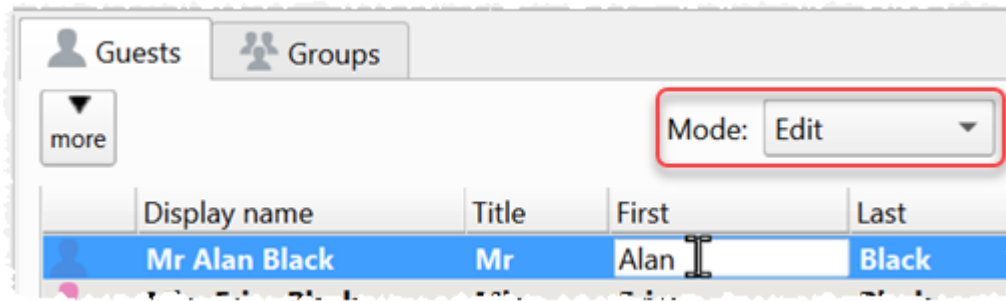 Guests Groups
more Mode: Edit
Display name Title First Last
Mr Alan Black Mr Alan Black